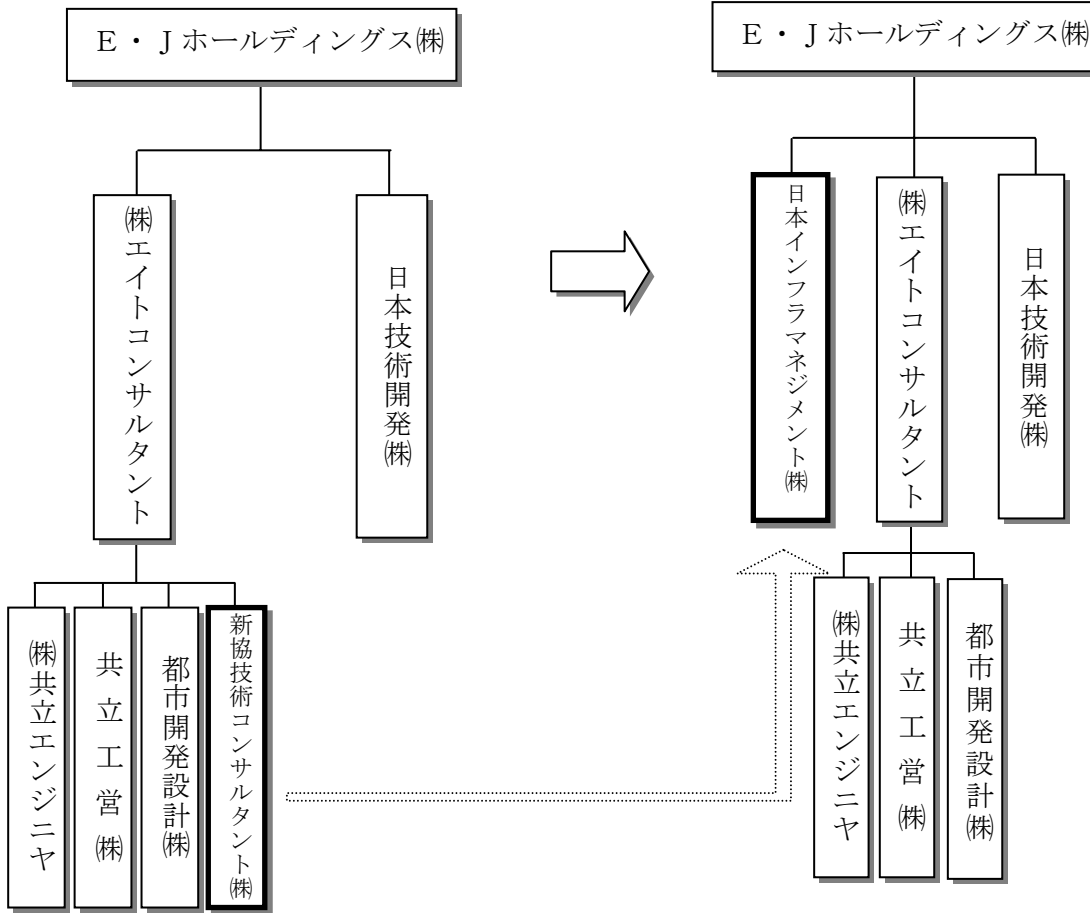 E・Jホールディングス㈱
㈱エイトコンサルタント
日本技術開発㈱
㈱共立エンジニヤ
共立工営㈱
都市開発設計㈱
新協技術コンサルタント㈱
E・Jホールディングス㈱
日本インフラマネジメント㈱
㈱エイトコンサルタント
日本技術開発㈱
㈱共立エンジニヤ
共立工営㈱
都市開発設計㈱